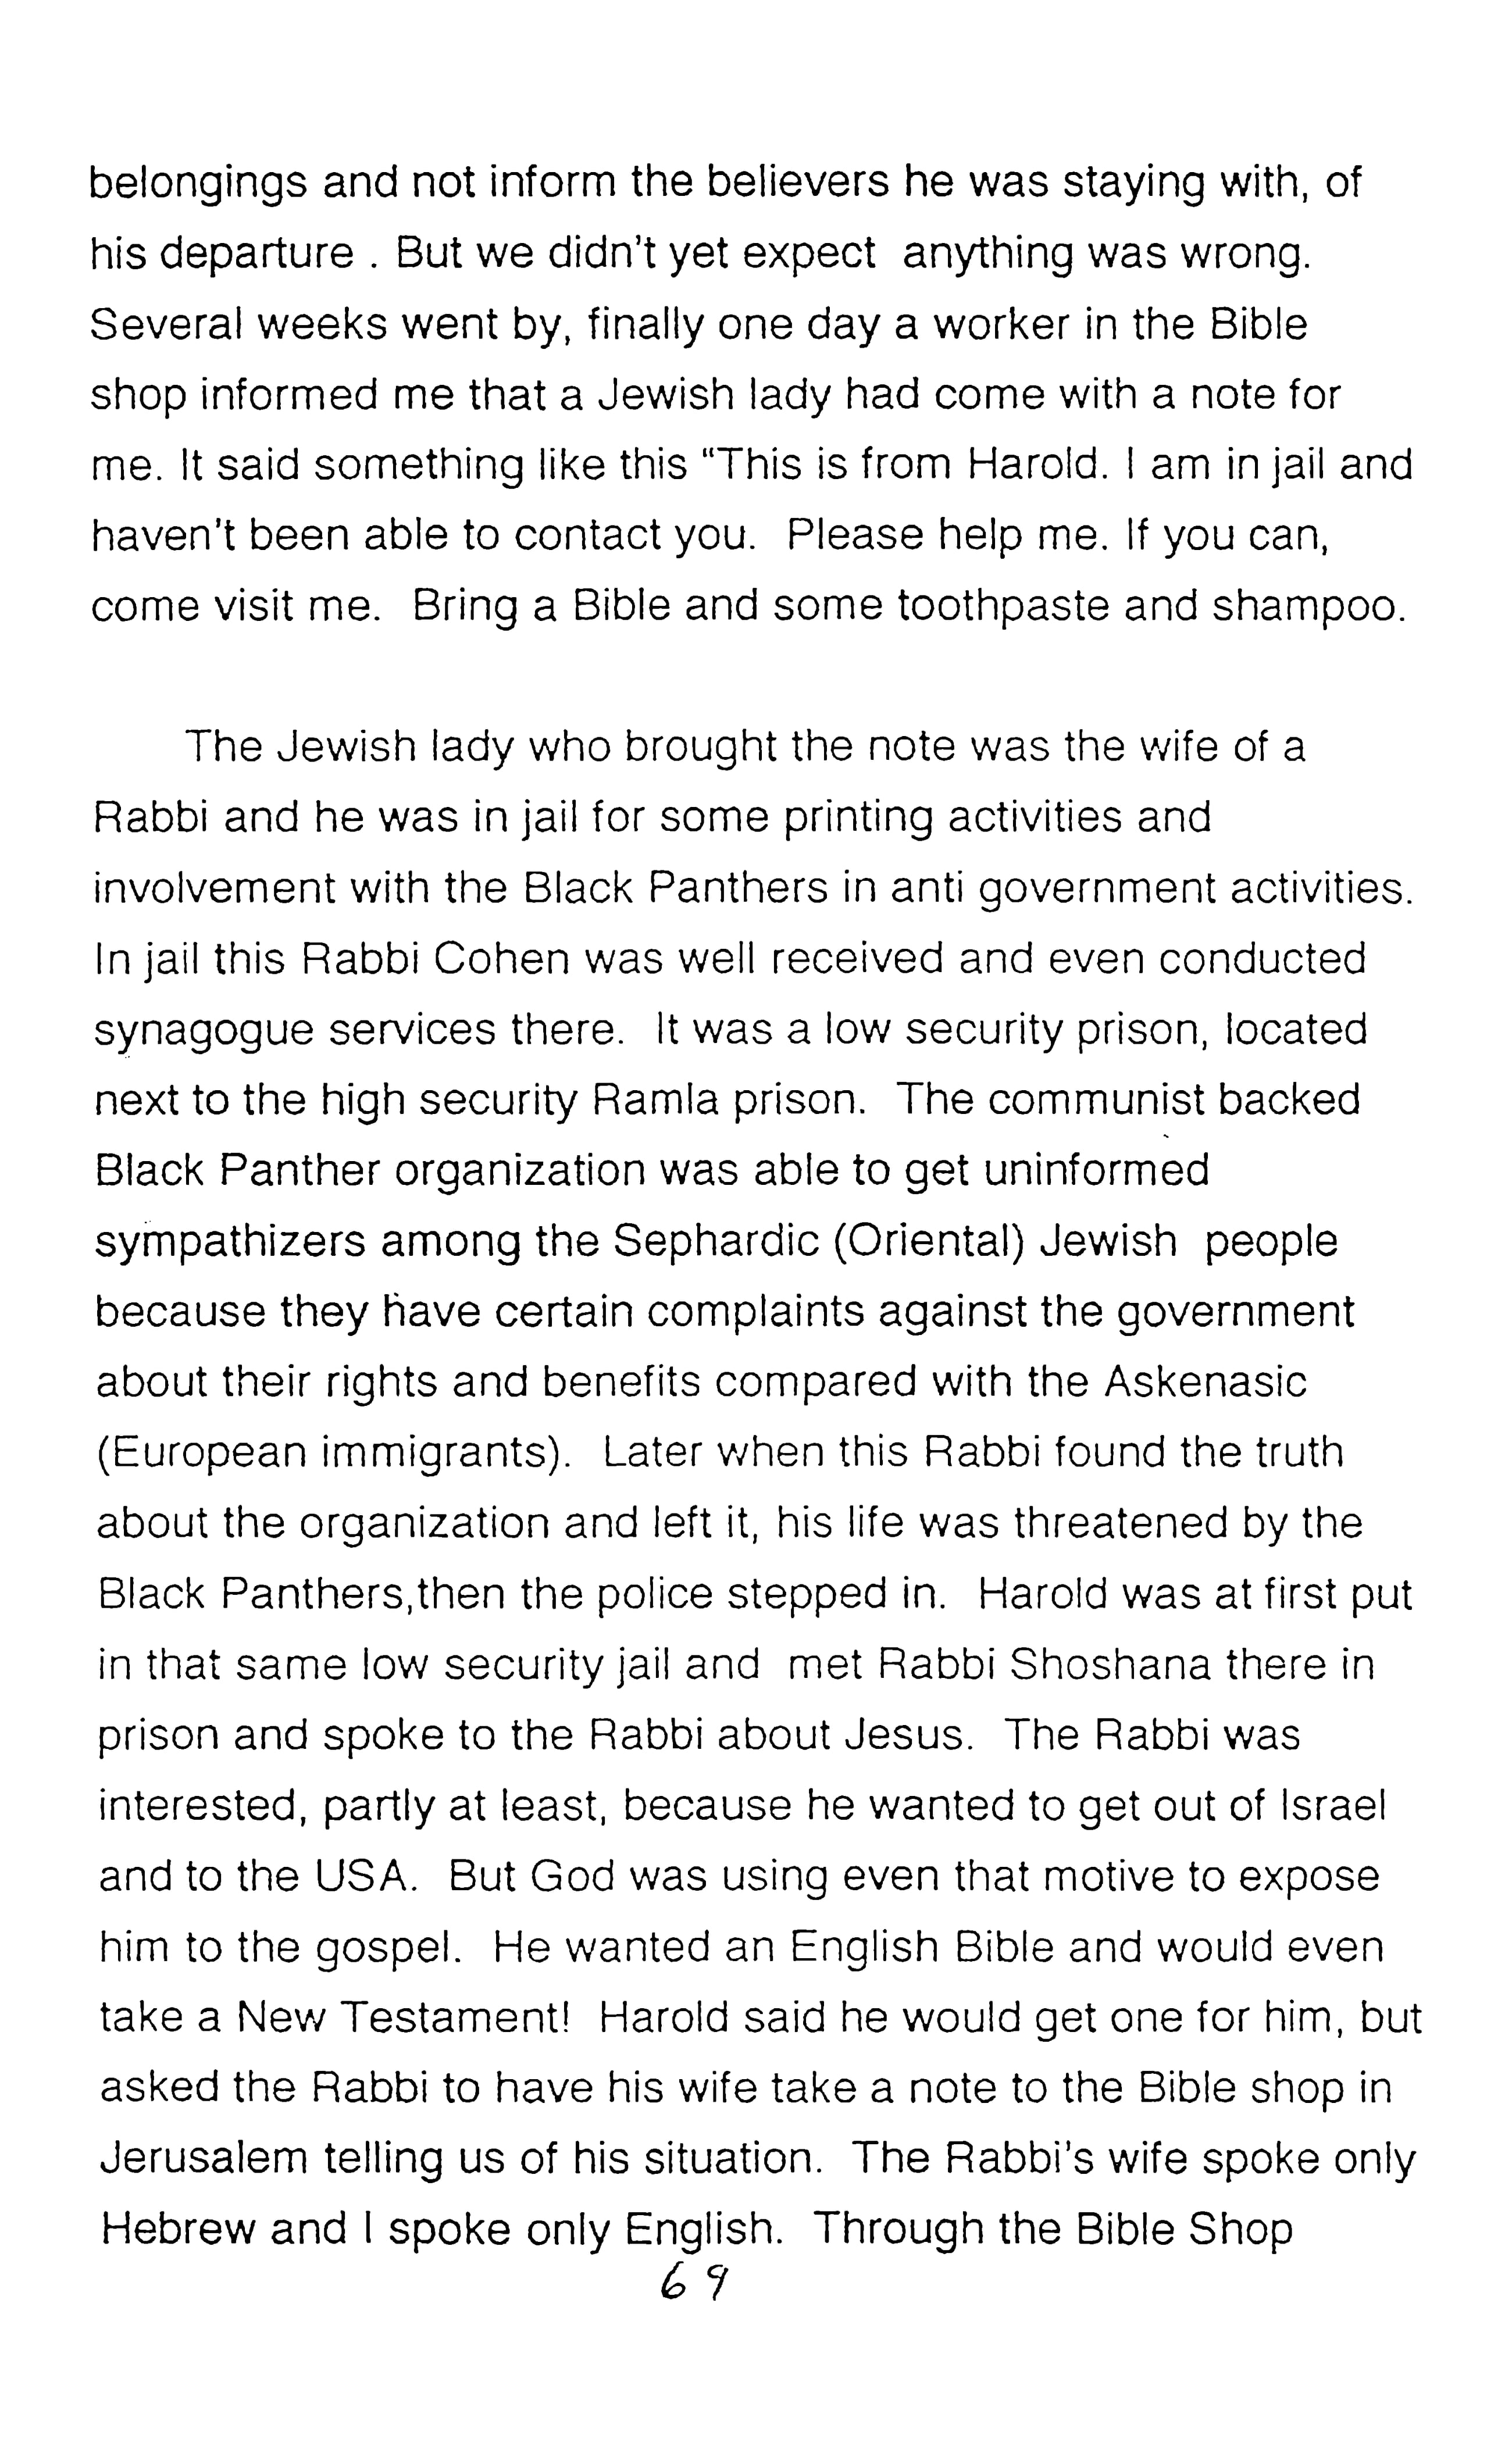 belongings and not inform the believers he was staying with, of
his departure . But we didn't yet expect anything was wrong.
Several weeks went by, finally one day a worker in the Bible
shop informed me that a Jewish lady had come with a note for
me. It said something like this "This is from Harold. I am in jail and
haven't been able to contact you. Please help me. If you can,
come visit me. Bring a Bible and some toothpaste and shampoo.
The Jewish lady who brought the note was the wife of a
Rabbi and he was in jail for some printing activities and
involvement with the Black Panthers in anti government activities.
In jail this Rabbi Cohen was well received and even conducted
synagogue services there. It was a low security prison, located
next to the high security Ramla prison. The communist backed
Black Panther organization was able to get uninformed
sympathizers among the Sephardic (Oriental) Jewish people
because they have certain complaints against the government
about their rights and benefits compared with the Askenasic
(European immigrants). Later when this Rabbi found the truth
about the organization and left it, his life was threatened by the
Black Panthers,then the police stepped in. Harold was at first put
in that same low security jail and met Rabbi Shoshana there in
prison and spoke to the Rabbi about Jesus. The Rabbi was
interested, partly at least, because he wanted to get out of Israel
and to the USA. But God was using even that motive to expose
him to the gospel. He wanted an English Bible and would even
take a New Testament! Harold said he would get one for him, but
asked the Rabbi to have his wife take a note to the Bible shop in
Jerusalem telling us of his situation. The Rabbi's wife spoke only
Hebrew and I spoke only English. Through the Bible Shop
69